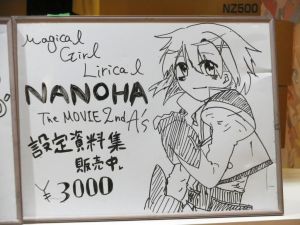 NZ500
Magical
Girl
Lirical
NANOHA
The MOVIE 2nd A's
設定資料集
販売中.
¥3000